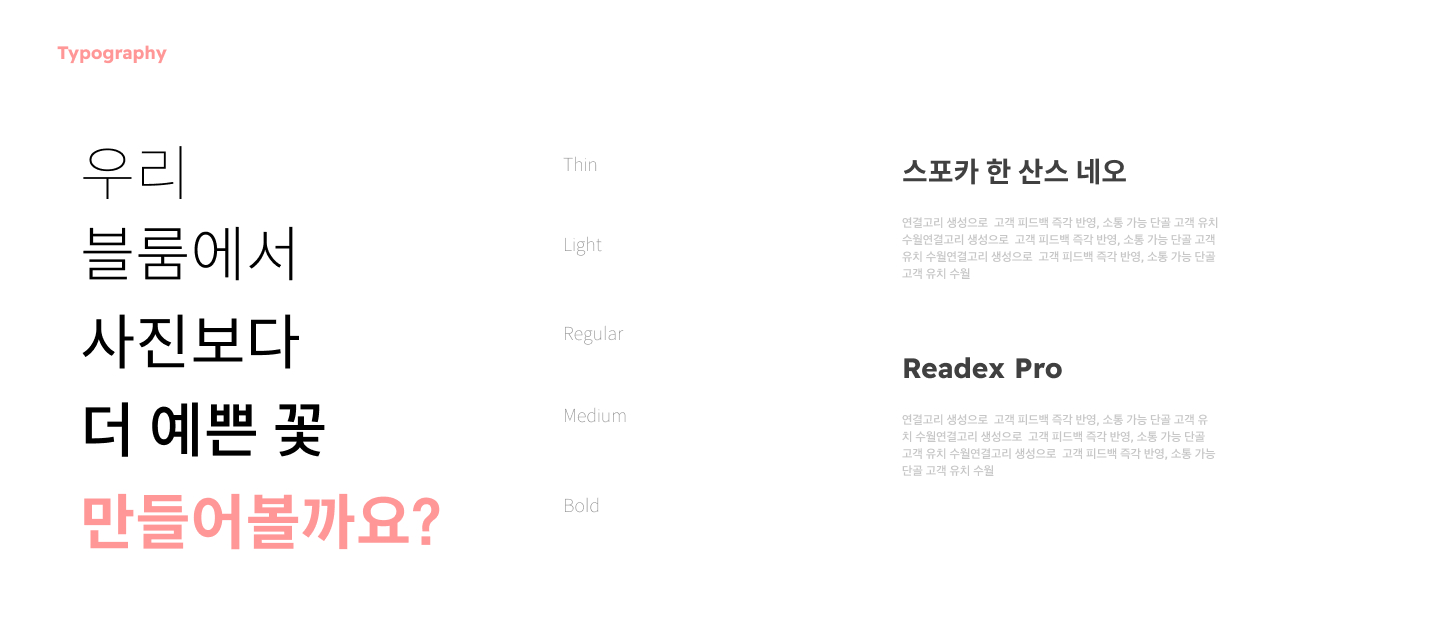 Typography
우리
블룸에서
사진보다
더 예쁜 꽃
만들어볼까요?
Thin
Light
Regular
Medium
Bold
스포카 한 산스 네오
연결고리 생성으로  고객 피드백 즉각 반영, 소통 가능 단골 고객 유치
수월연결고리 생성으로  고객 피드백 즉각 반영, 소통 가능 단골 고객
유치 수월연결고리 생성으로  고객 피드백 즉각 반영, 소통 가능 단골
고객 유치 수월
Readex Pro
연결고리 생성으로  고객 피드백 즉각 반영, 소통 가능 단골 고객 유
치 수월연결고리 생성으로  고객 피드백 즉각 반영, 소통 가능 단골
고객 유치 수월연결고리 생성으로  고객 피드백 즉각 반영, 소통 가능
단골 고객 유치 수월